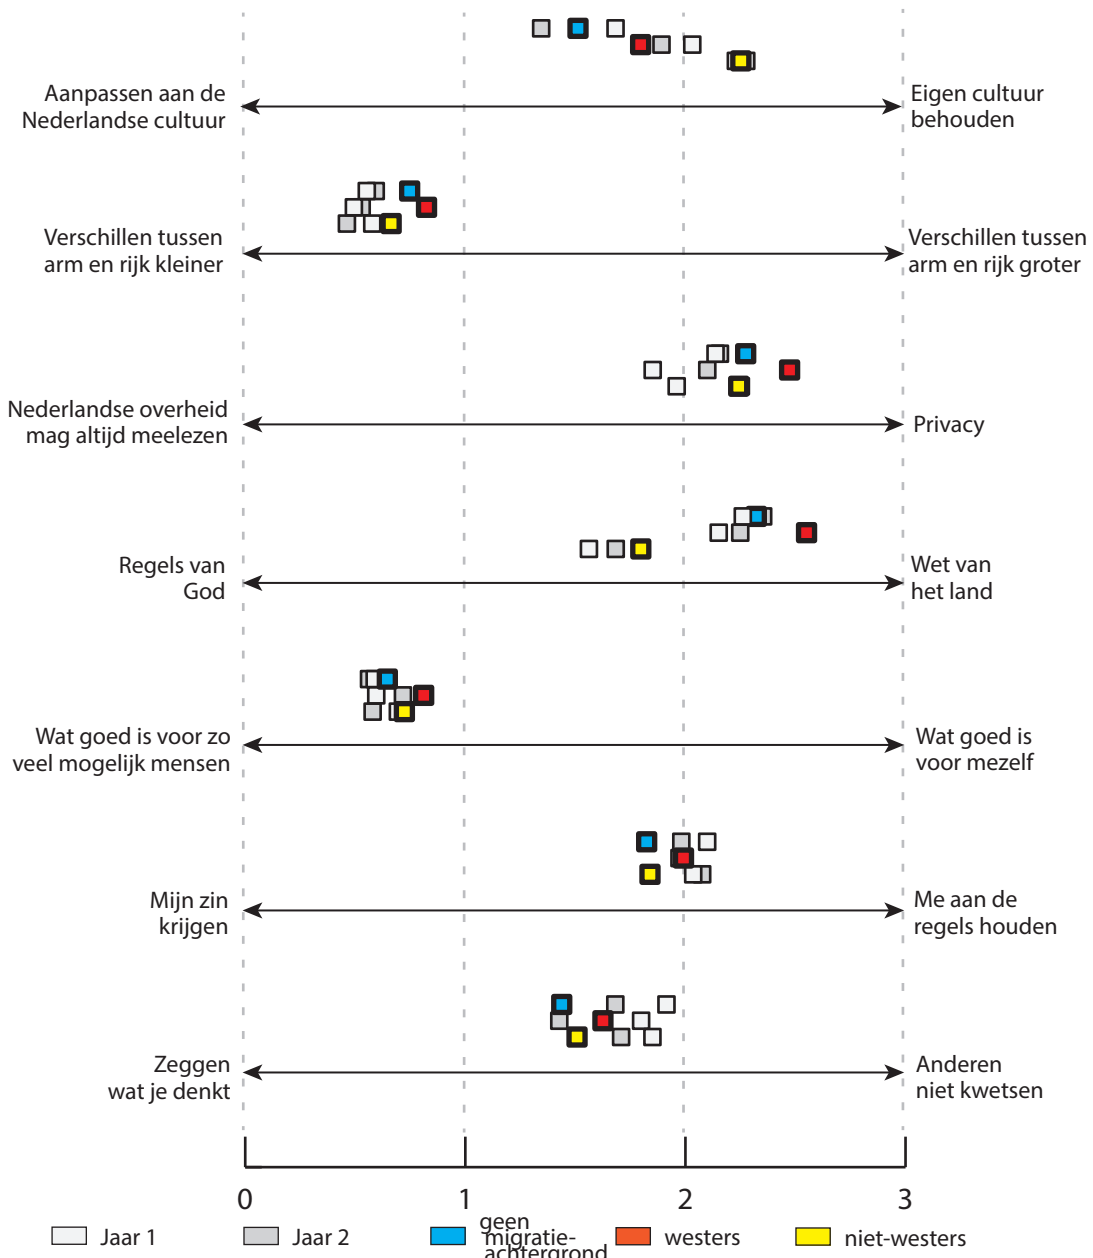 Aanpassen aan de
Nederlandse cultuur
Eigen cultuur
behouden
Verschillen tussen
arm en rijk kleiner
Verschillen tussen
arm en rijk groter
Nederlandse overheid
mag altijd meelezen
Privacy
Regels van
God
Wet van
het land
Wat goed is voor zo
veel mogelijk mensen
Wat goed is
voor mezelf
Mijn zin
krijgen
Me aan de
regels houden
Zeggen
wat je denkt
Anderen
niet kwetsen
0 1 2 3
Jaar 1
Jaar 2
geen
migratie-
achtergrond
westers
niet-westers